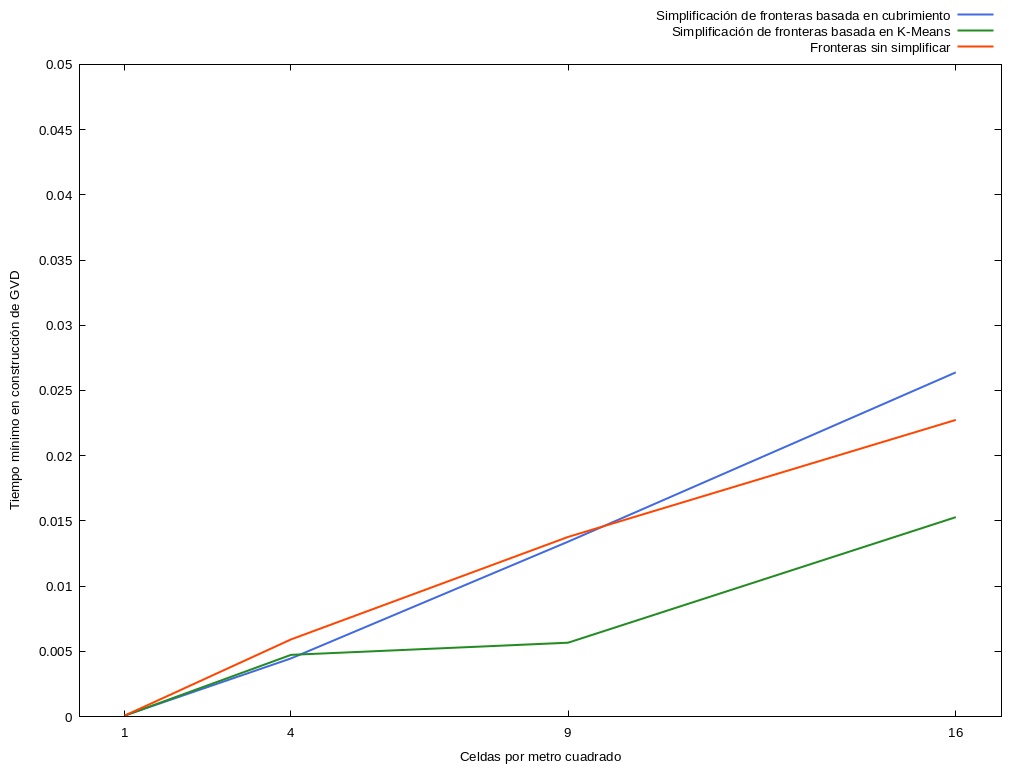 Simplificación de fronteras basada en cubrimiento
Simplificación de fronteras basada en K-Means
Fronteras sin simplificar
0.05
0.045
0.04
0.035
0.03
0.025
0.02
0.015
0.01
0.005
0
Tiempo mínimo en construcción de GVD
1 4 9 16
Celdas por metro cuadrado